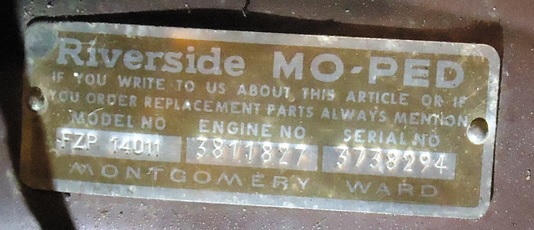 Riverside MO-PED
IF YOU WRITE TO US ABOUT THIS ARTICLE OR IF
YOU ORDER REPLACEMENT PARTS ALWAYS MENTION
MODEL NO ENGINE NO SERIAL NO
FZP 14011 3811827 3738294
MONTGOMERY WARD